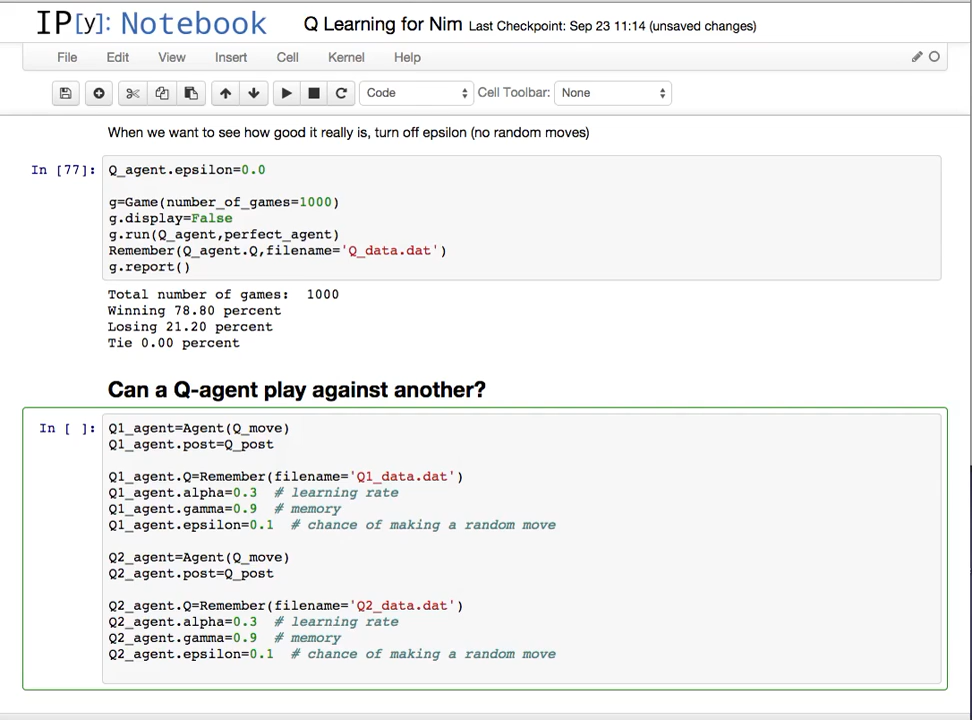 IP[y]: Notebook Q Learning for Nim Last Checkpoint: Sep 23 11:14 (unsaved changes)
File Edit View Insert Cell Kernel Help
Code Cell Toolbar: None
When we want to see how good it really is, turn off epsilon (no random moves)
In [77]: Q_agent.epsilon=0.0
g=Game(number_of_games=1000)
g.display=False
g.run(Q_agent,perfect_agent)
Remember(Q_agent.Q,filename='Q_data.dat')
g.report()
Total number of games:  1000
Winning 78.80 percent
Losing 21.20 percent
Tie 0.00 percent
Can a Q-agent play against another?
In [ ]: Q1_agent=Agent(Q_move)
Q1_agent.post=Q_post
Q1_agent.Q=Remember(filename='Q1_data.dat')
Q1_agent.alpha=0.3  # learning rate
Q1_agent.gamma=0.9  # memory
Q1_agent.epsilon=0.1  # chance of making a random move
Q2_agent=Agent(Q_move)
Q2_agent.post=Q_post
Q2_agent.Q=Remember(filename='Q2_data.dat')
Q2_agent.alpha=0.3  # learning rate
Q2_agent.gamma=0.9  # memory
Q2_agent.epsilon=0.1  # chance of making a random move